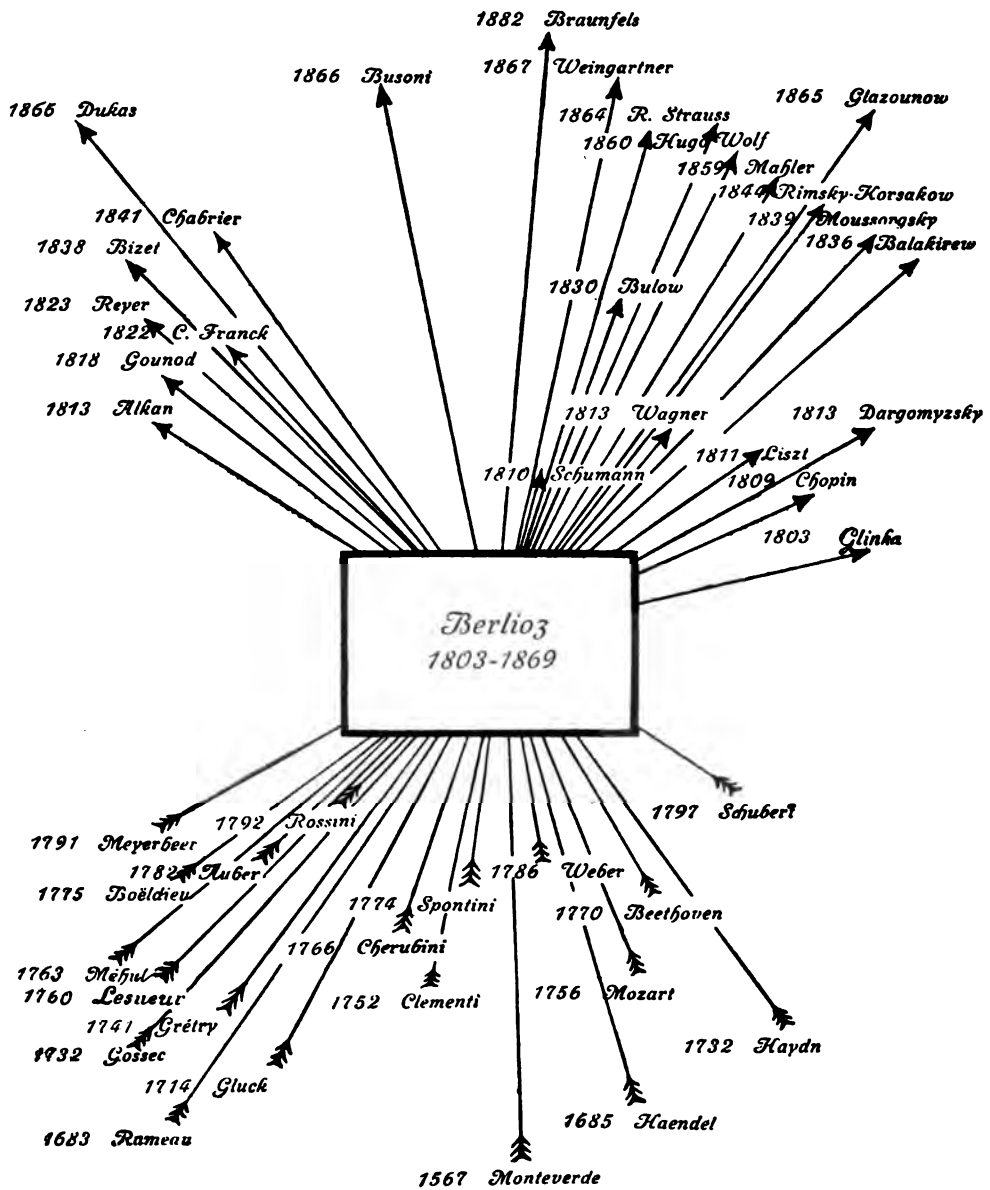 1882 Braunfels
1867 Weingartner
1866 Busoni
1865 Glazounow
1865 Dukas
1864 R. Strauss
1860 Hugo Wolf
1859 Mahler
1844 Rimsky-Korsakow
1841 Chabrier
1839 Moussorgsky
1838 Bizet
1836 Balakirew
1830 Bulow
1823 Reyer
1822 C. Franck
1818 Gounod
1813 Alkan
1813 Wagner
1813 Dargomyzsky
1811 Liszt
1810 Schumann
1809 Chopin
1803 Glinka
Berlioz
1803-1869
1797 Schubert
1792 Rossini
1791 Meyerbeer
1782 Auber
1786 Weber
1775 Boëldieu
1774 Spontini
1770 Beethoven
1766 Cherubini
1763 Méhul
1760 Lesueur
1752 Clementi
1756 Mozart
1741 Grétry
1732 Gossec
1732 Haydn
1714 Gluck
1685 Haendel
1683 Rameau
1567 Monteverde